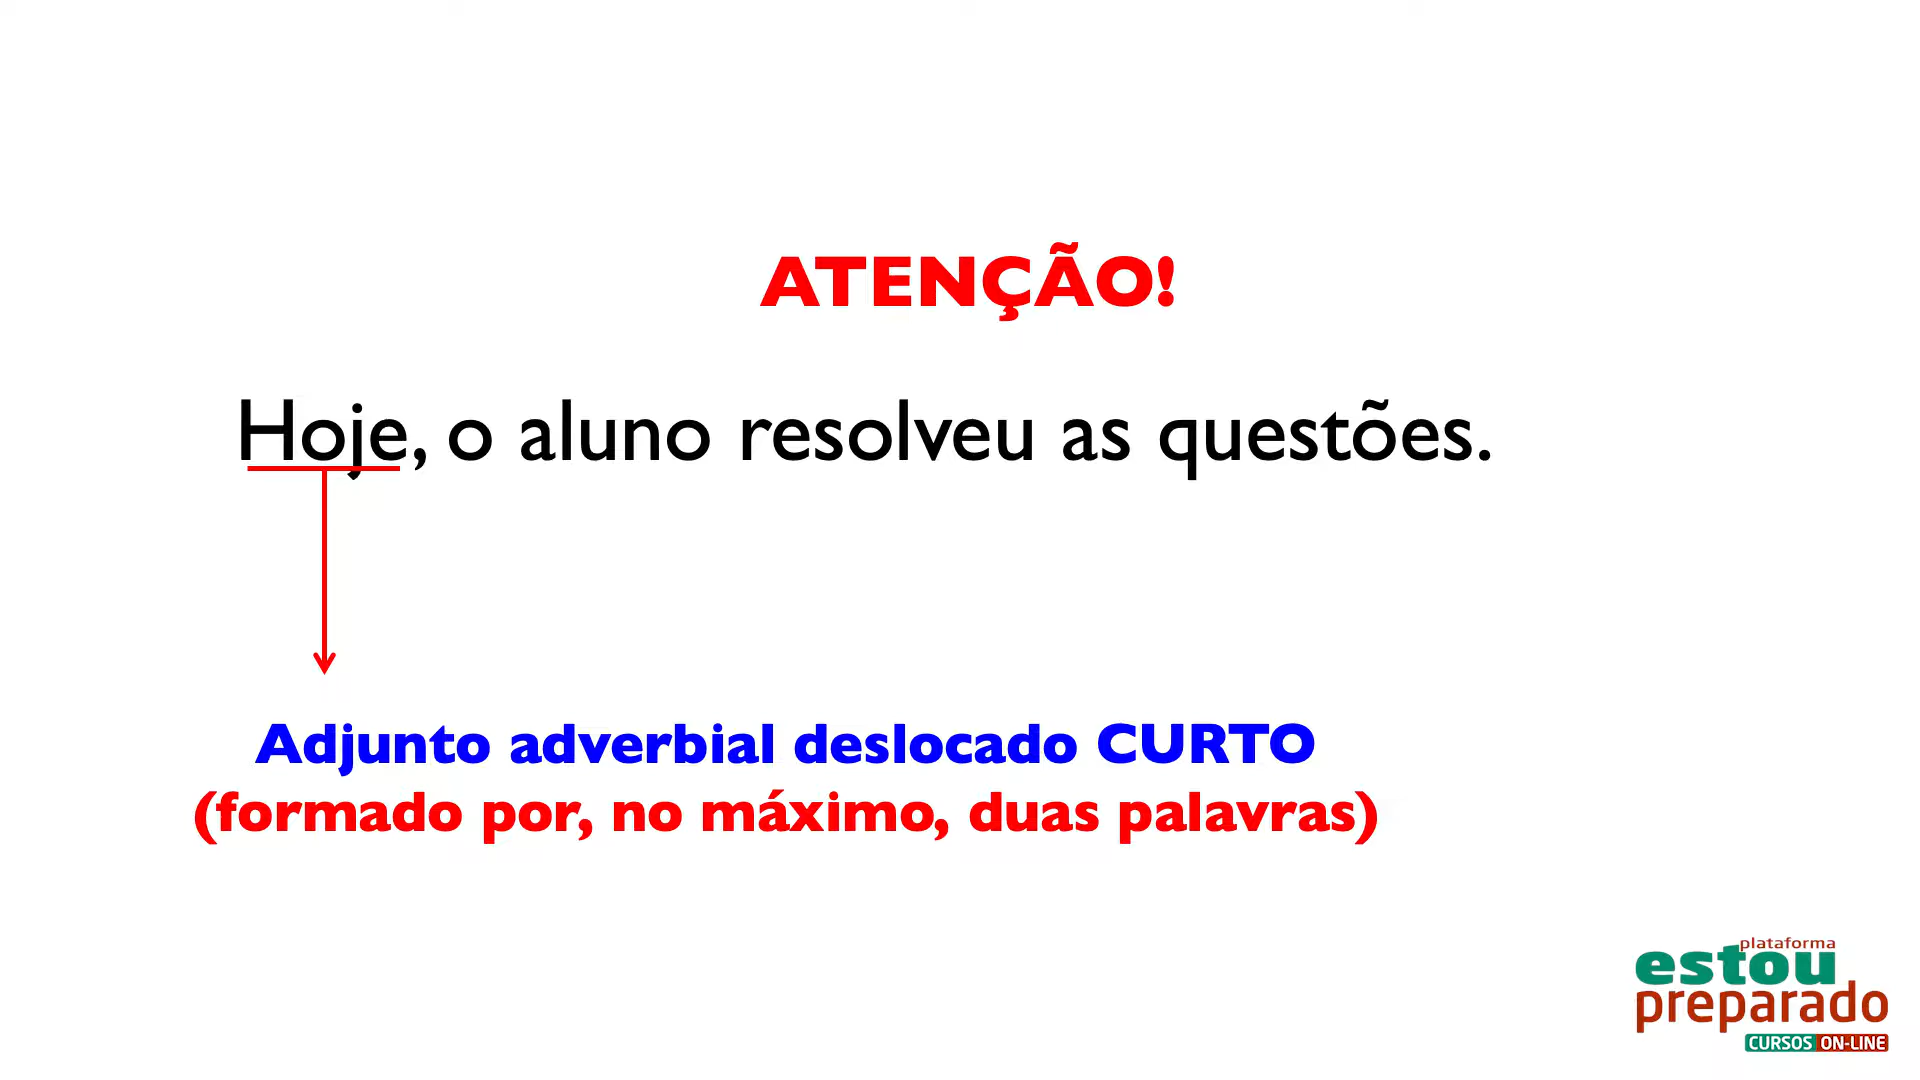 ATENÇÃO!
Hoje, o aluno resolveu as questões.
Adjunto adverbial deslocado CURTO
(formado por, no máximo, duas palavras)
plataforma
estou
preparado
CURSOS ON-LINE